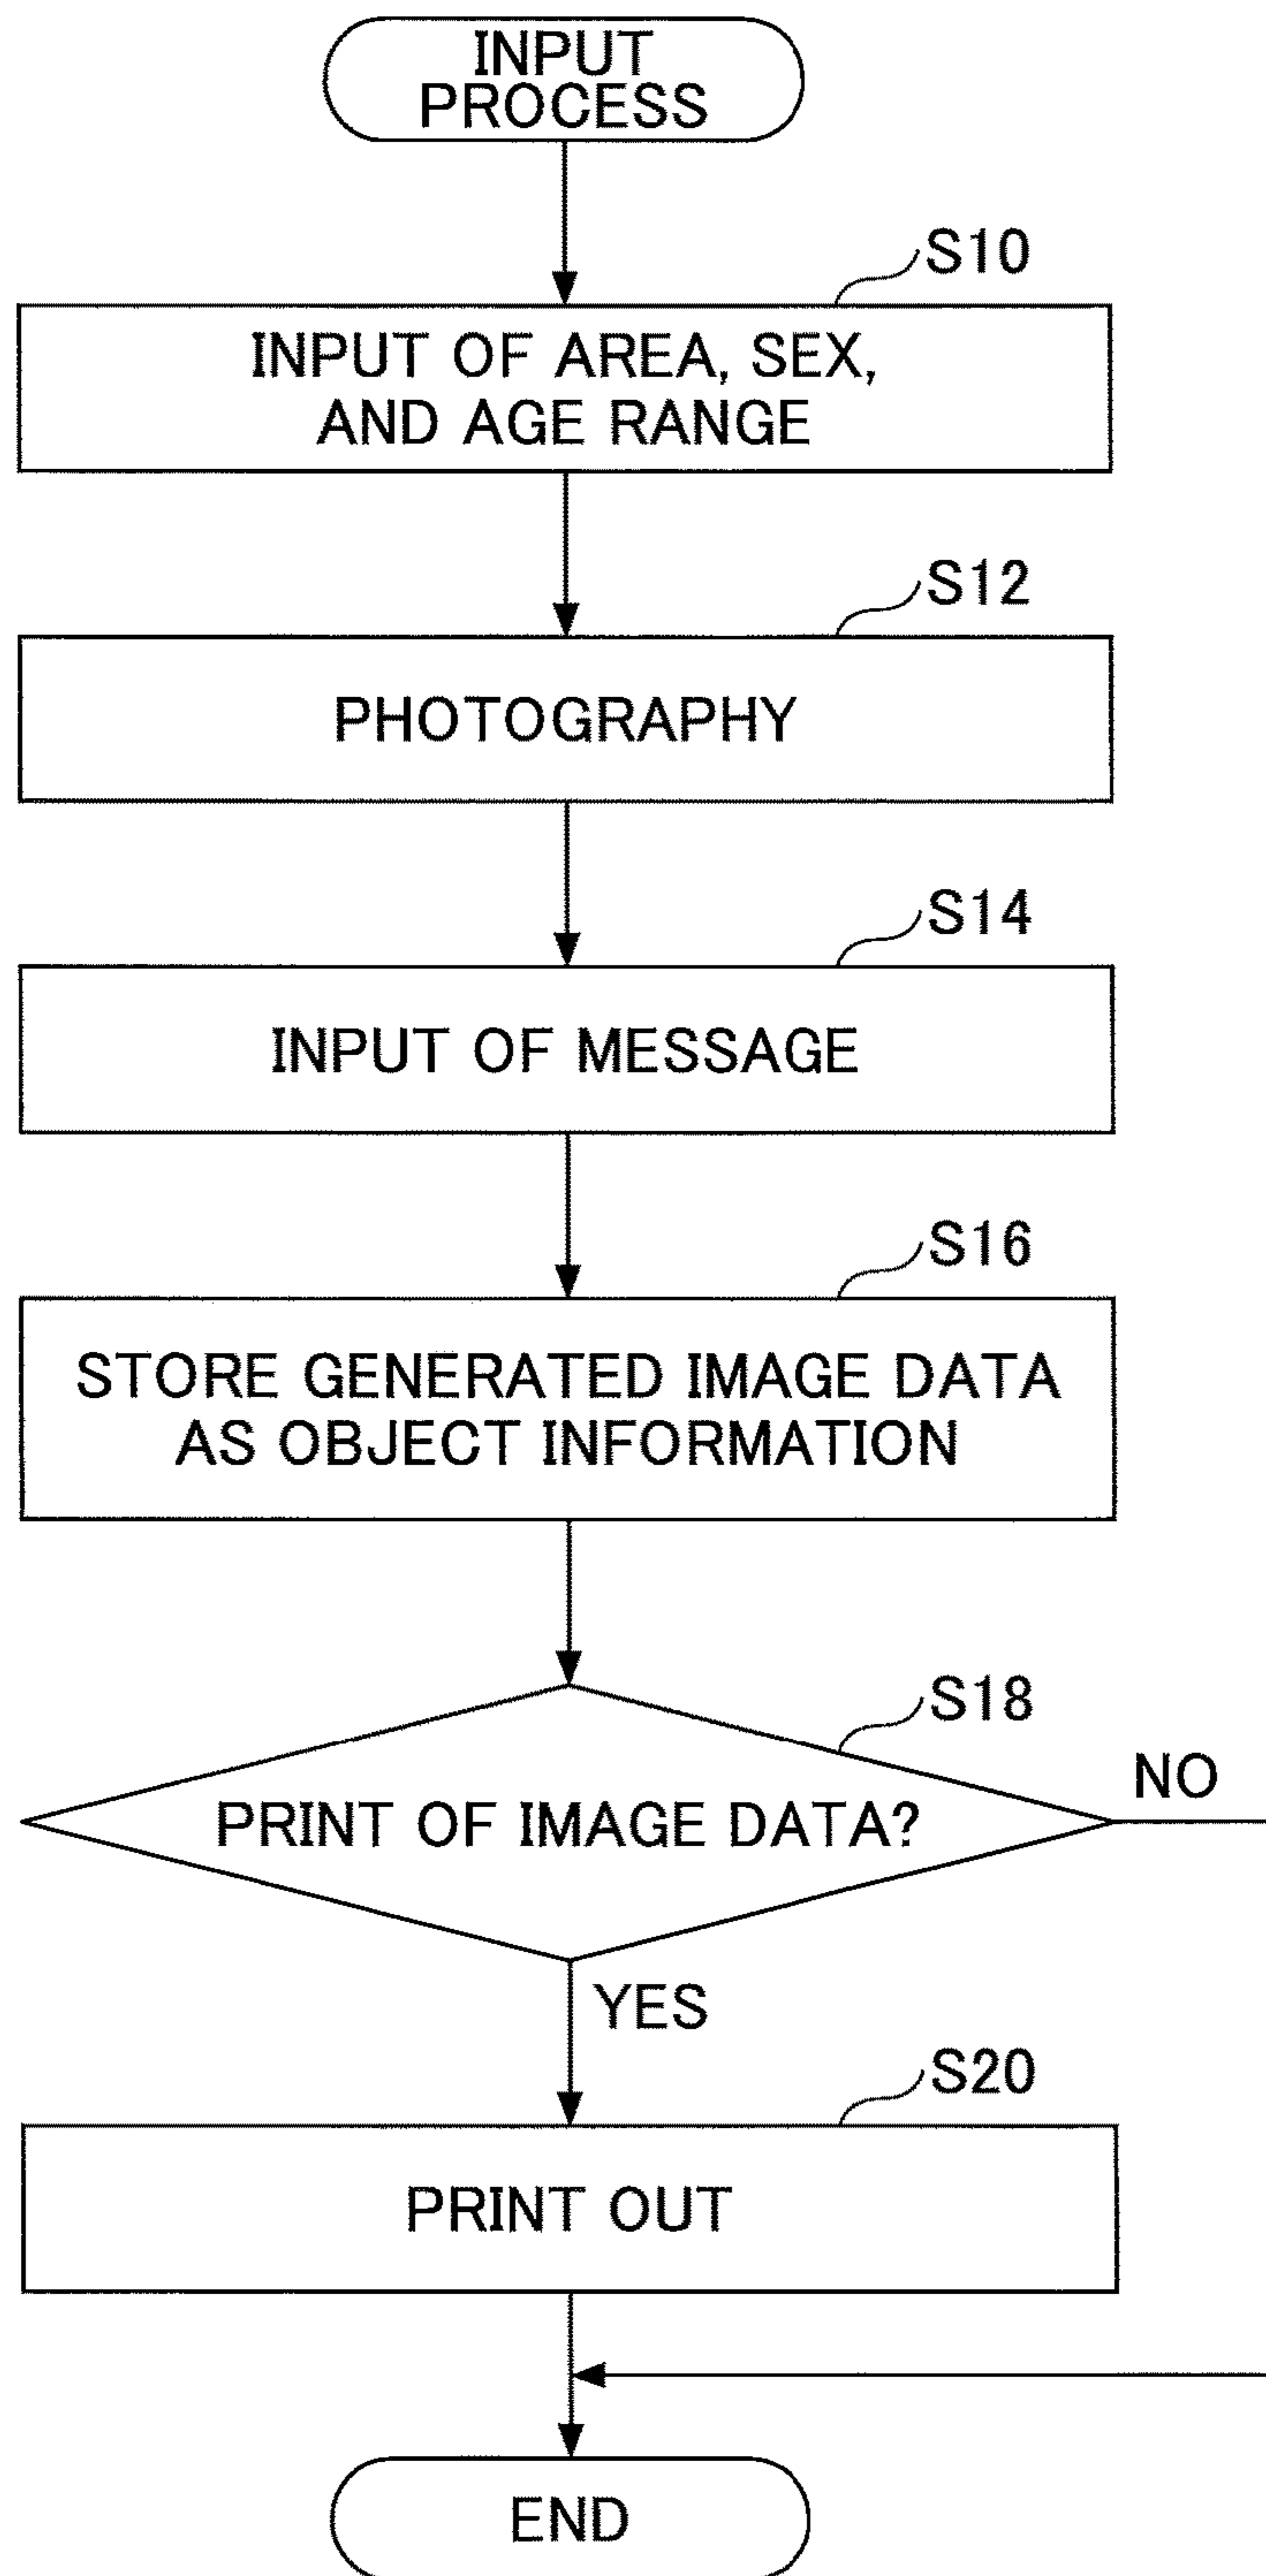 INPUT
PROCESS
S10
INPUT OF AREA, SEX,
AND AGE RANGE
S12
PHOTOGRAPHY
S14
INPUT OF MESSAGE
S16
STORE GENERATED IMAGE DATA
AS OBJECT INFORMATION
S18
NO
PRINT OF IMAGE DATA?
YES
S20
PRINT OUT
END